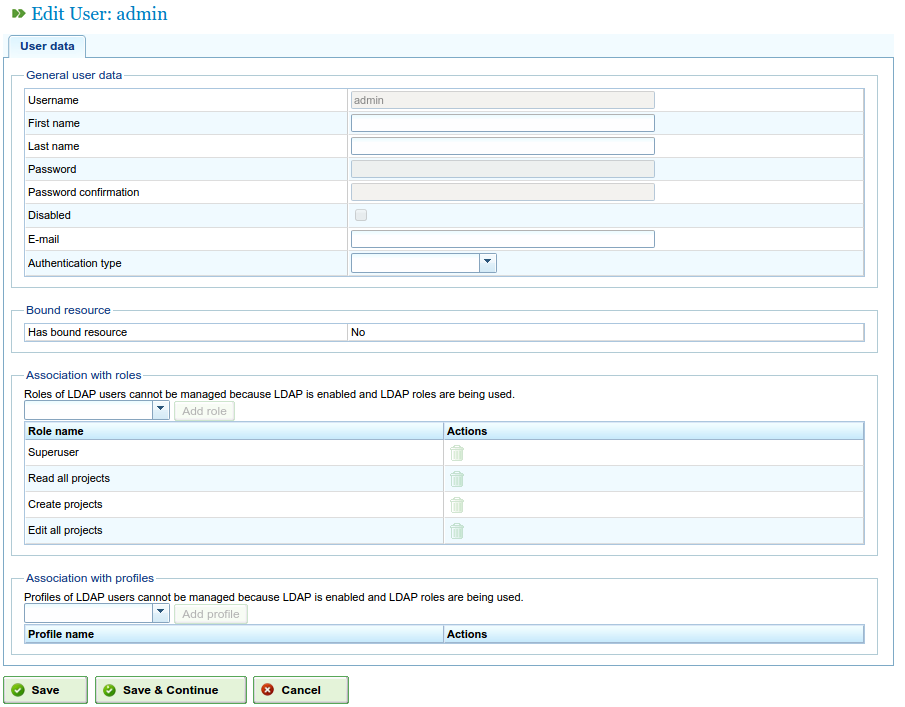 Edit User: admin
User data
General user data
Username admin
First name
Last name
Password
Password confirmation
Disabled
E-mail
Authentication type
Bound resource
Has bound resource No
Association with roles
Roles of LDAP users cannot be managed because LDAP is enabled and LDAP roles are being used.
Add role
Role name Actions
Superuser
Read all projects
Create projects
Edit all projects
Association with profiles
Profiles of LDAP users cannot be managed because LDAP is enabled and LDAP roles are being used.
Add profile
Profile name Actions
Save Save & Continue Cancel